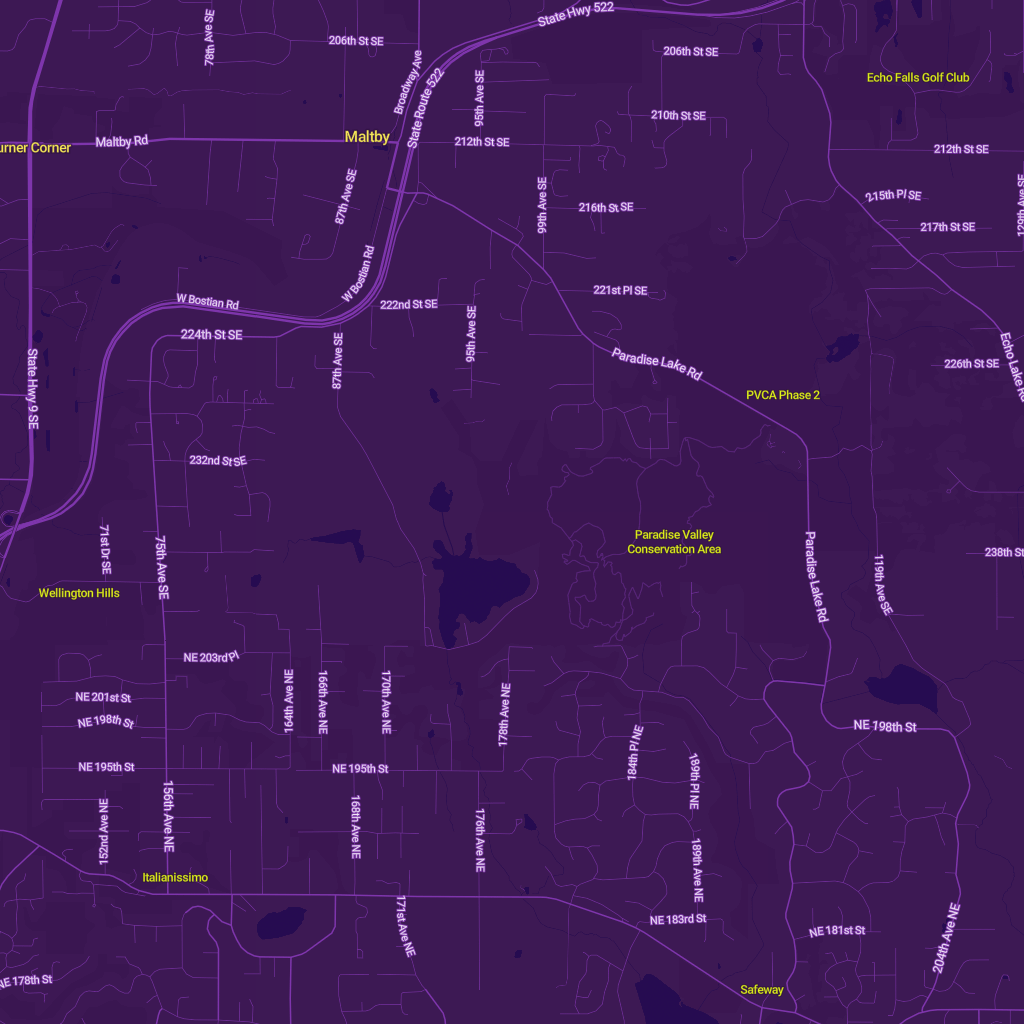 State Hwy 522
78th Ave SE
206th St SE
206th St SE
Broadway Ave
State Route 522
95th Ave SE
Echo Falls Golf Club
210th St SE
Maltby Rd
Maltby
urner Corner
212th St SE
212th St SE
87th Ave SE
99th Ave SE
216th St SE
215th Pl SE
129th Ave SE
217th St SE
W Bostian Rd
W Bostian Rd
221st Pl SE
222nd St SE
224th St SE
95th Ave SE
87th Ave SE
State Hwy 9 SE
Paradise Lake Rd
226th St SE
Echo Lake Rd
PVCA Phase 2
232nd St SE
Paradise Valley
Conservation Area
71st Dr SE
75th Ave SE
238th St
Paradise Lake Rd
119th Ave SE
Wellington Hills
NE 203rd Pl
NE 201st St
NE 198th St
164th Ave NE
166th Ave NE
170th Ave NE
178th Ave NE
NE 198th St
184th Pl NE
189th Pl NE
NE 195th St
NE 195th St
152nd Ave NE
156th Ave NE
168th Ave NE
176th Ave NE
189th Ave NE
Italianissimo
171st Ave NE
NE 183rd St
NE 181st St
204th Ave NE
NE 178th St
Safeway